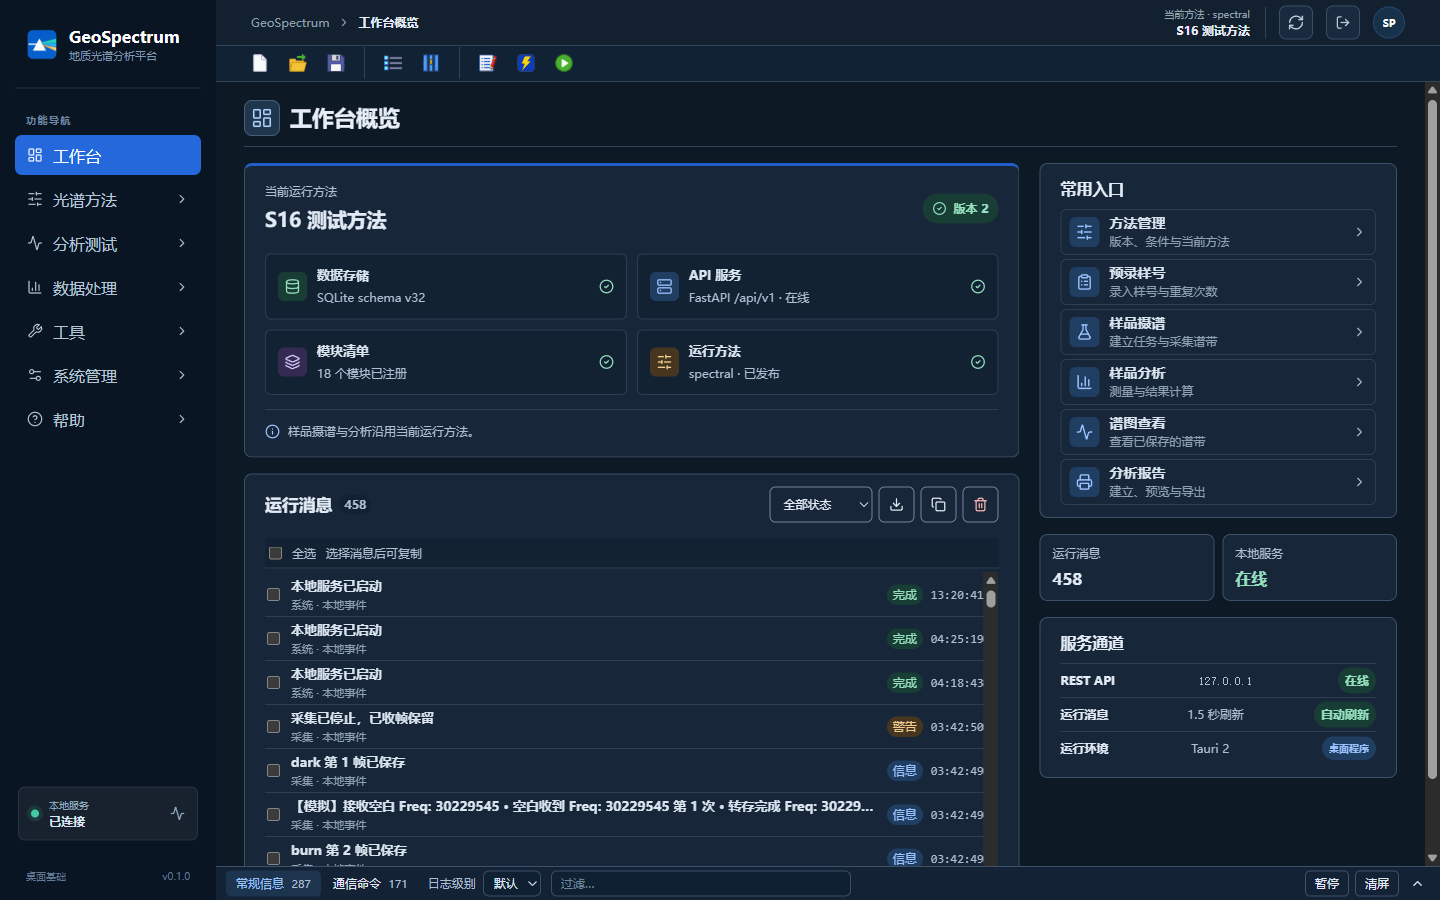 GeoSpectrum
地质光谱分析平台
功能导航
工作台
光谱方法
分析测试
数据处理
工具
系统管理
帮助
本地服务
已连接
桌面基础 v0.1.0
GeoSpectrum 工作台概览
当前方法 · spectral
S16 测试方法
SP
工作台概览
当前运行方法
S16 测试方法
版本 2
数据存储
SQLite schema v32
API 服务
FastAPI /api/v1 · 在线
模块清单
18 个模块已注册
运行方法
spectral · 已发布
样品摄谱与分析沿用当前运行方法。
运行消息 458
全部状态
全选 选择消息后可复制
本地服务已启动
系统 · 本地事件
完成 13:20:41
本地服务已启动
系统 · 本地事件
完成 04:25:19
本地服务已启动
系统 · 本地事件
完成 04:18:43
采集已停止，已收帧保留
采集 · 本地事件
警告 03:42:50
dark 第 1 帧已保存
采集 · 本地事件
信息 03:42:49
【模拟】接收空白 Freq: 30229545 • 空白收到 Freq: 30229545 第 1 次 • 转存完成 Freq: 30229...
采集 · 本地事件
信息 03:42:49
burn 第 2 帧已保存
信息 03:42:49
常用入口
方法管理
版本、条件与当前方法
预录样号
录入样号与重复次数
样品摄谱
建立任务与采集谱带
样品分析
测量与结果计算
谱图查看
查看已保存的谱带
分析报告
建立、预览与导出
运行消息
458
本地服务
在线
服务通道
REST API 127.0.0.1 在线
运行消息 1.5 秒刷新 自动刷新
运行环境 Tauri 2 桌面程序
常规信息 287 通信命令 171 日志级别 默认 过滤... 暂停 清屏